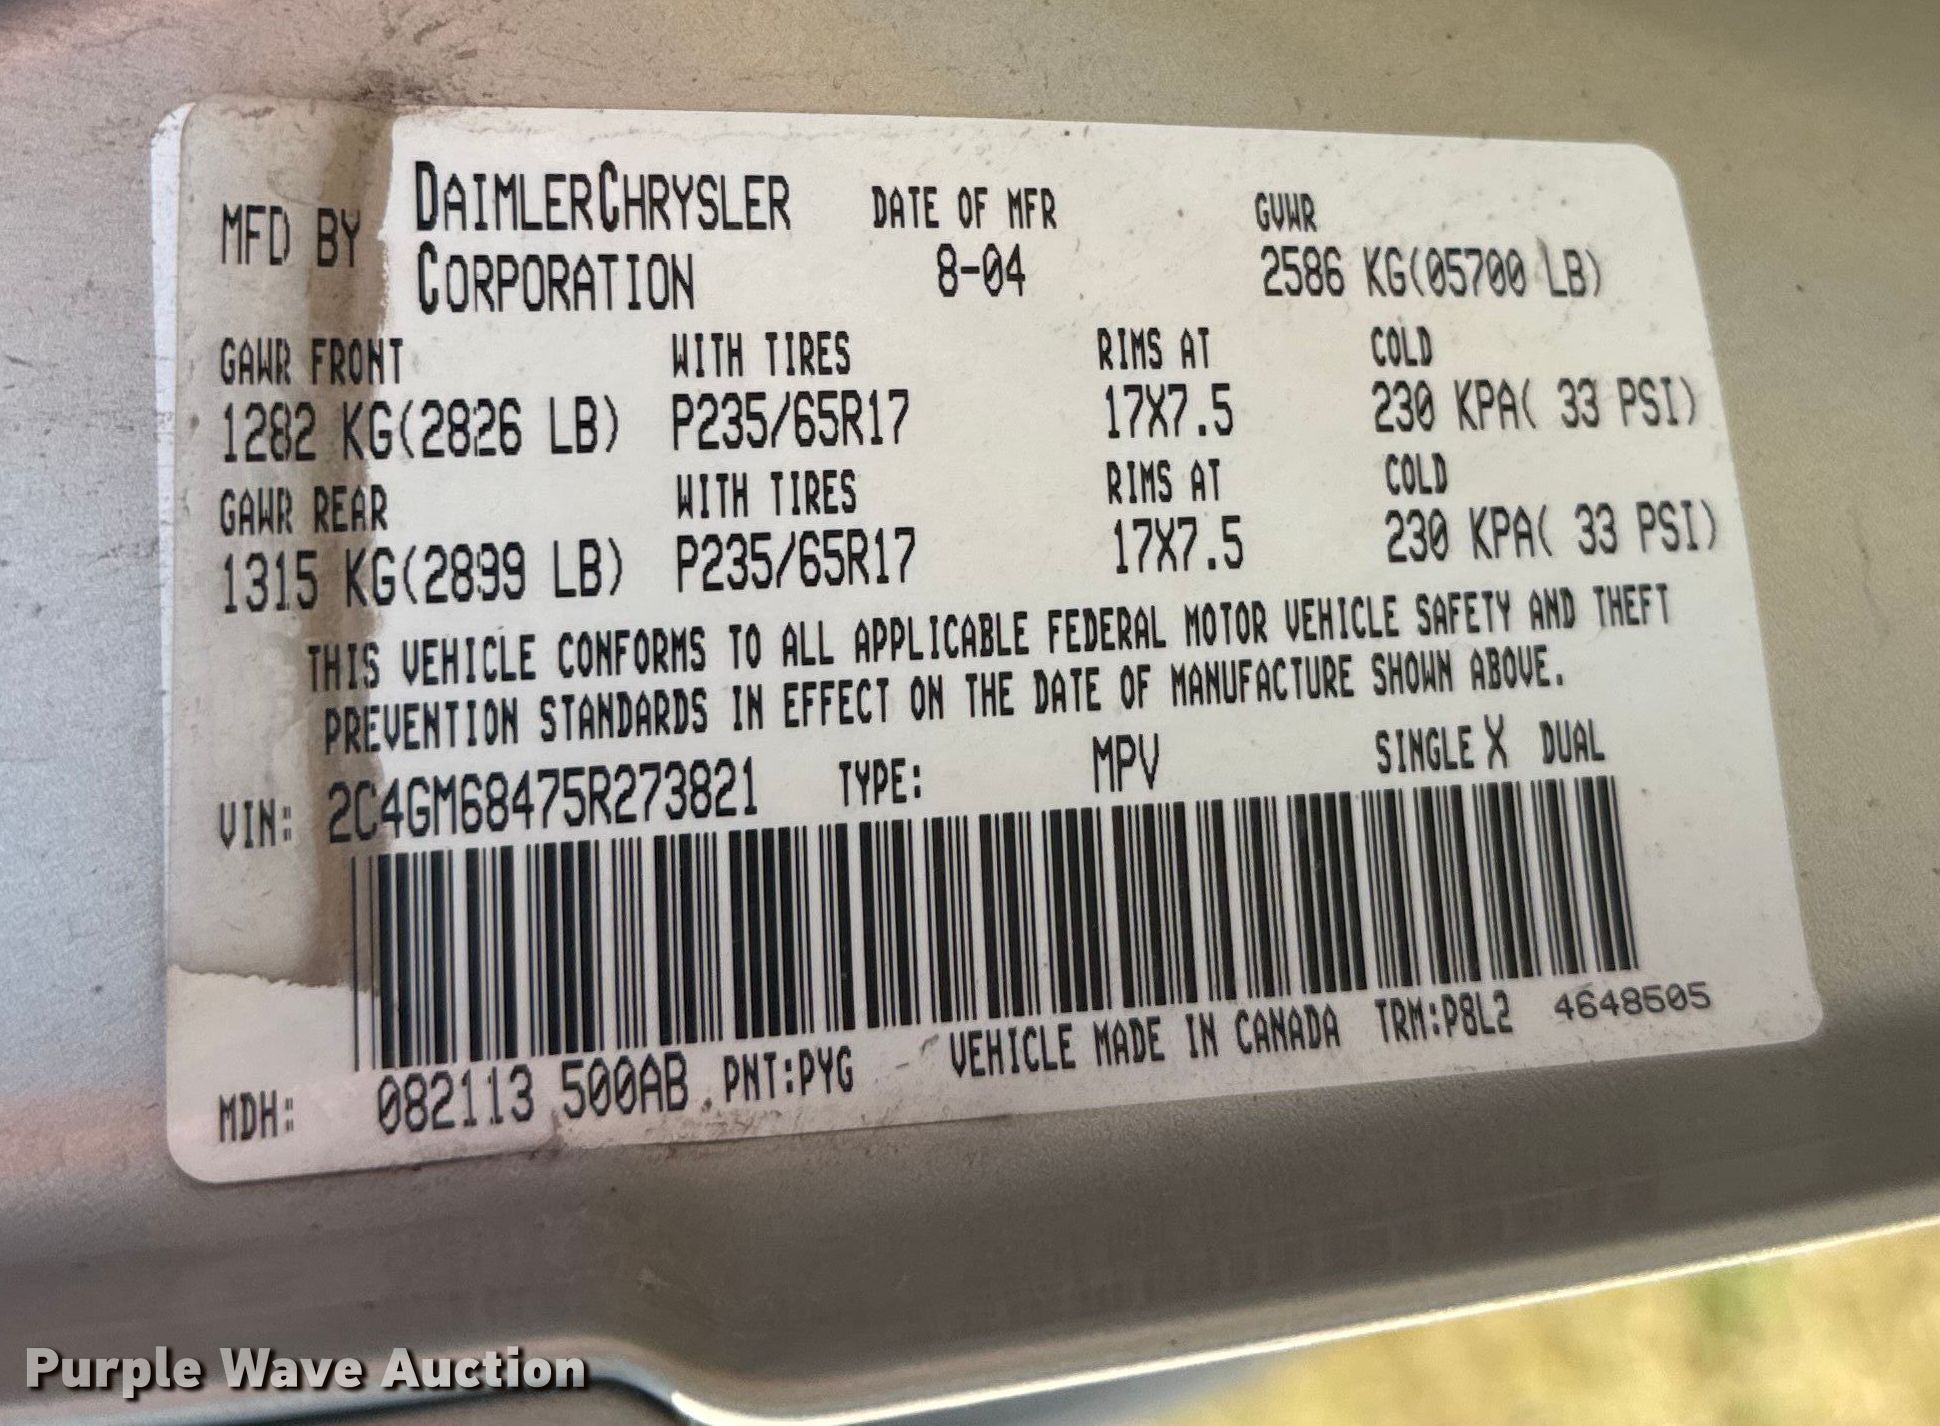 MFD BY DAIMLERCHRYSLER CORPORATION DATE OF MFR 8-04 GVWR 2586 KG(05700 LB)
GAWR FRONT WITH TIRES RIMS AT COLD
1282 KG(2826 LB) P235/65R17 17X7.5 230 KPA( 33 PSI)
GAWR REAR WITH TIRES RIMS AT COLD
1315 KG(2899 LB) P235/65R17 17X7.5 230 KPA( 33 PSI)
THIS VEHICLE CONFORMS TO ALL APPLICABLE FEDERAL MOTOR VEHICLE SAFETY AND THEFT
PREVENTION STANDARDS IN EFFECT ON THE DATE OF MANUFACTURE SHOWN ABOVE.
VIN: 2C4GM68475R273821 TYPE: MPV SINGLE X DUAL
MDH: 082113 500AB PNT:PYG VEHICLE MADE IN CANADA TRM:P8L2 4648505
Purple Wave Auction